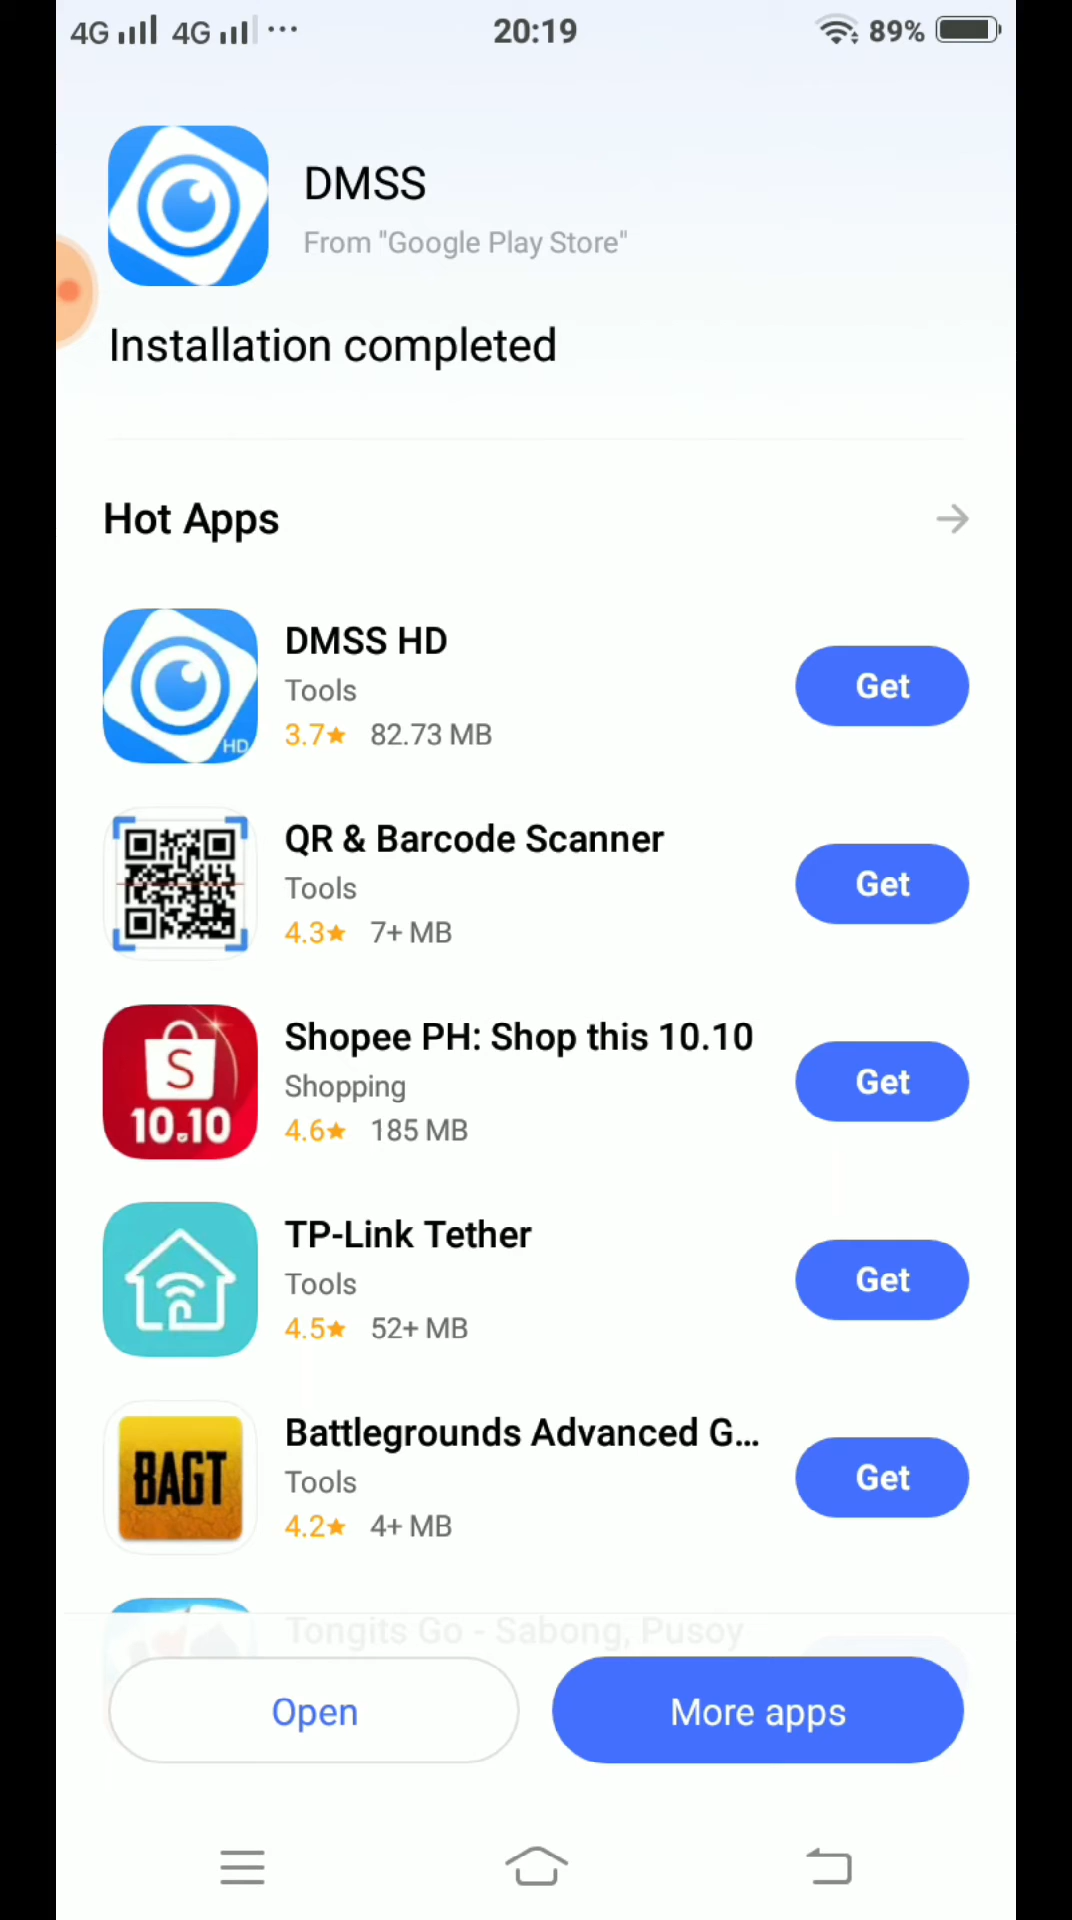 4G 4G ... 20:19 89%
DMSS
From "Google Play Store"
Installation completed
Hot Apps
DMSS HD
Tools
3.7★ 82.73 MB
Get
HD
QR & Barcode Scanner
Tools
4.3★ 7+ MB
Get
Shopee PH: Shop this 10.10
Shopping
4.6★ 185 MB
Get
S
10.10
TP-Link Tether
Tools
4.5★ 52+ MB
Get
Battlegrounds Advanced G...
Tools
4.2★ 4+ MB
Get
BAGT
Tongits Go - Sabong, Pusoy
Open
More apps